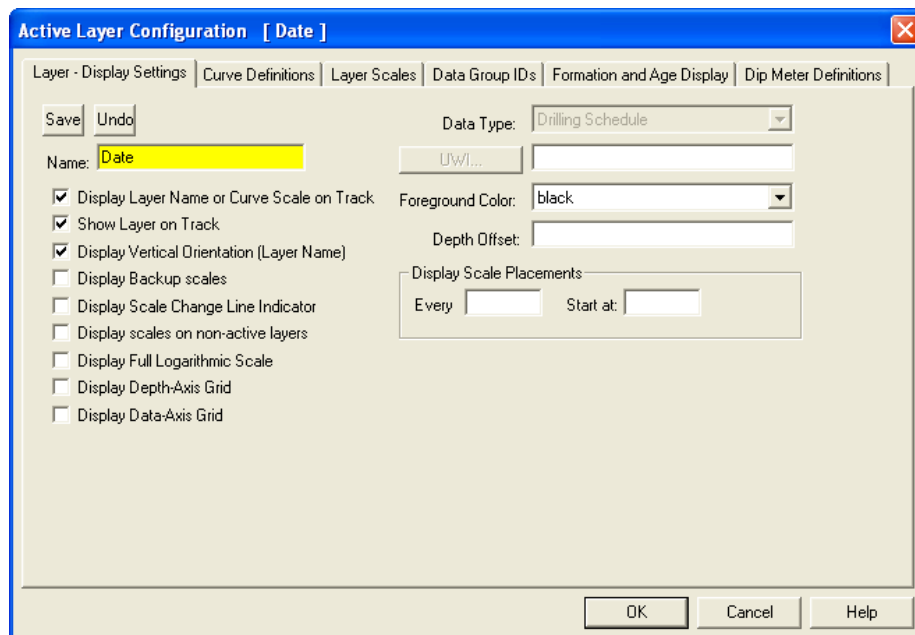 Active Layer Configuration [ Date ]
Layer - Display Settings Curve Definitions Layer Scales Data Group IDs Formation and Age Display Dip Meter Definitions
Save Undo
Name: Date
Display Layer Name or Curve Scale on Track
Show Layer on Track
Display Vertical Orientation (Layer Name)
Display Backup scales
Display Scale Change Line Indicator
Display scales on non-active layers
Display Full Logarithmic Scale
Display Depth-Axis Grid
Display Data-Axis Grid
Data Type: Drilling Schedule
UWI...
Foreground Color: black
Depth Offset:
Display Scale Placements
Every Start at:
OK Cancel Help